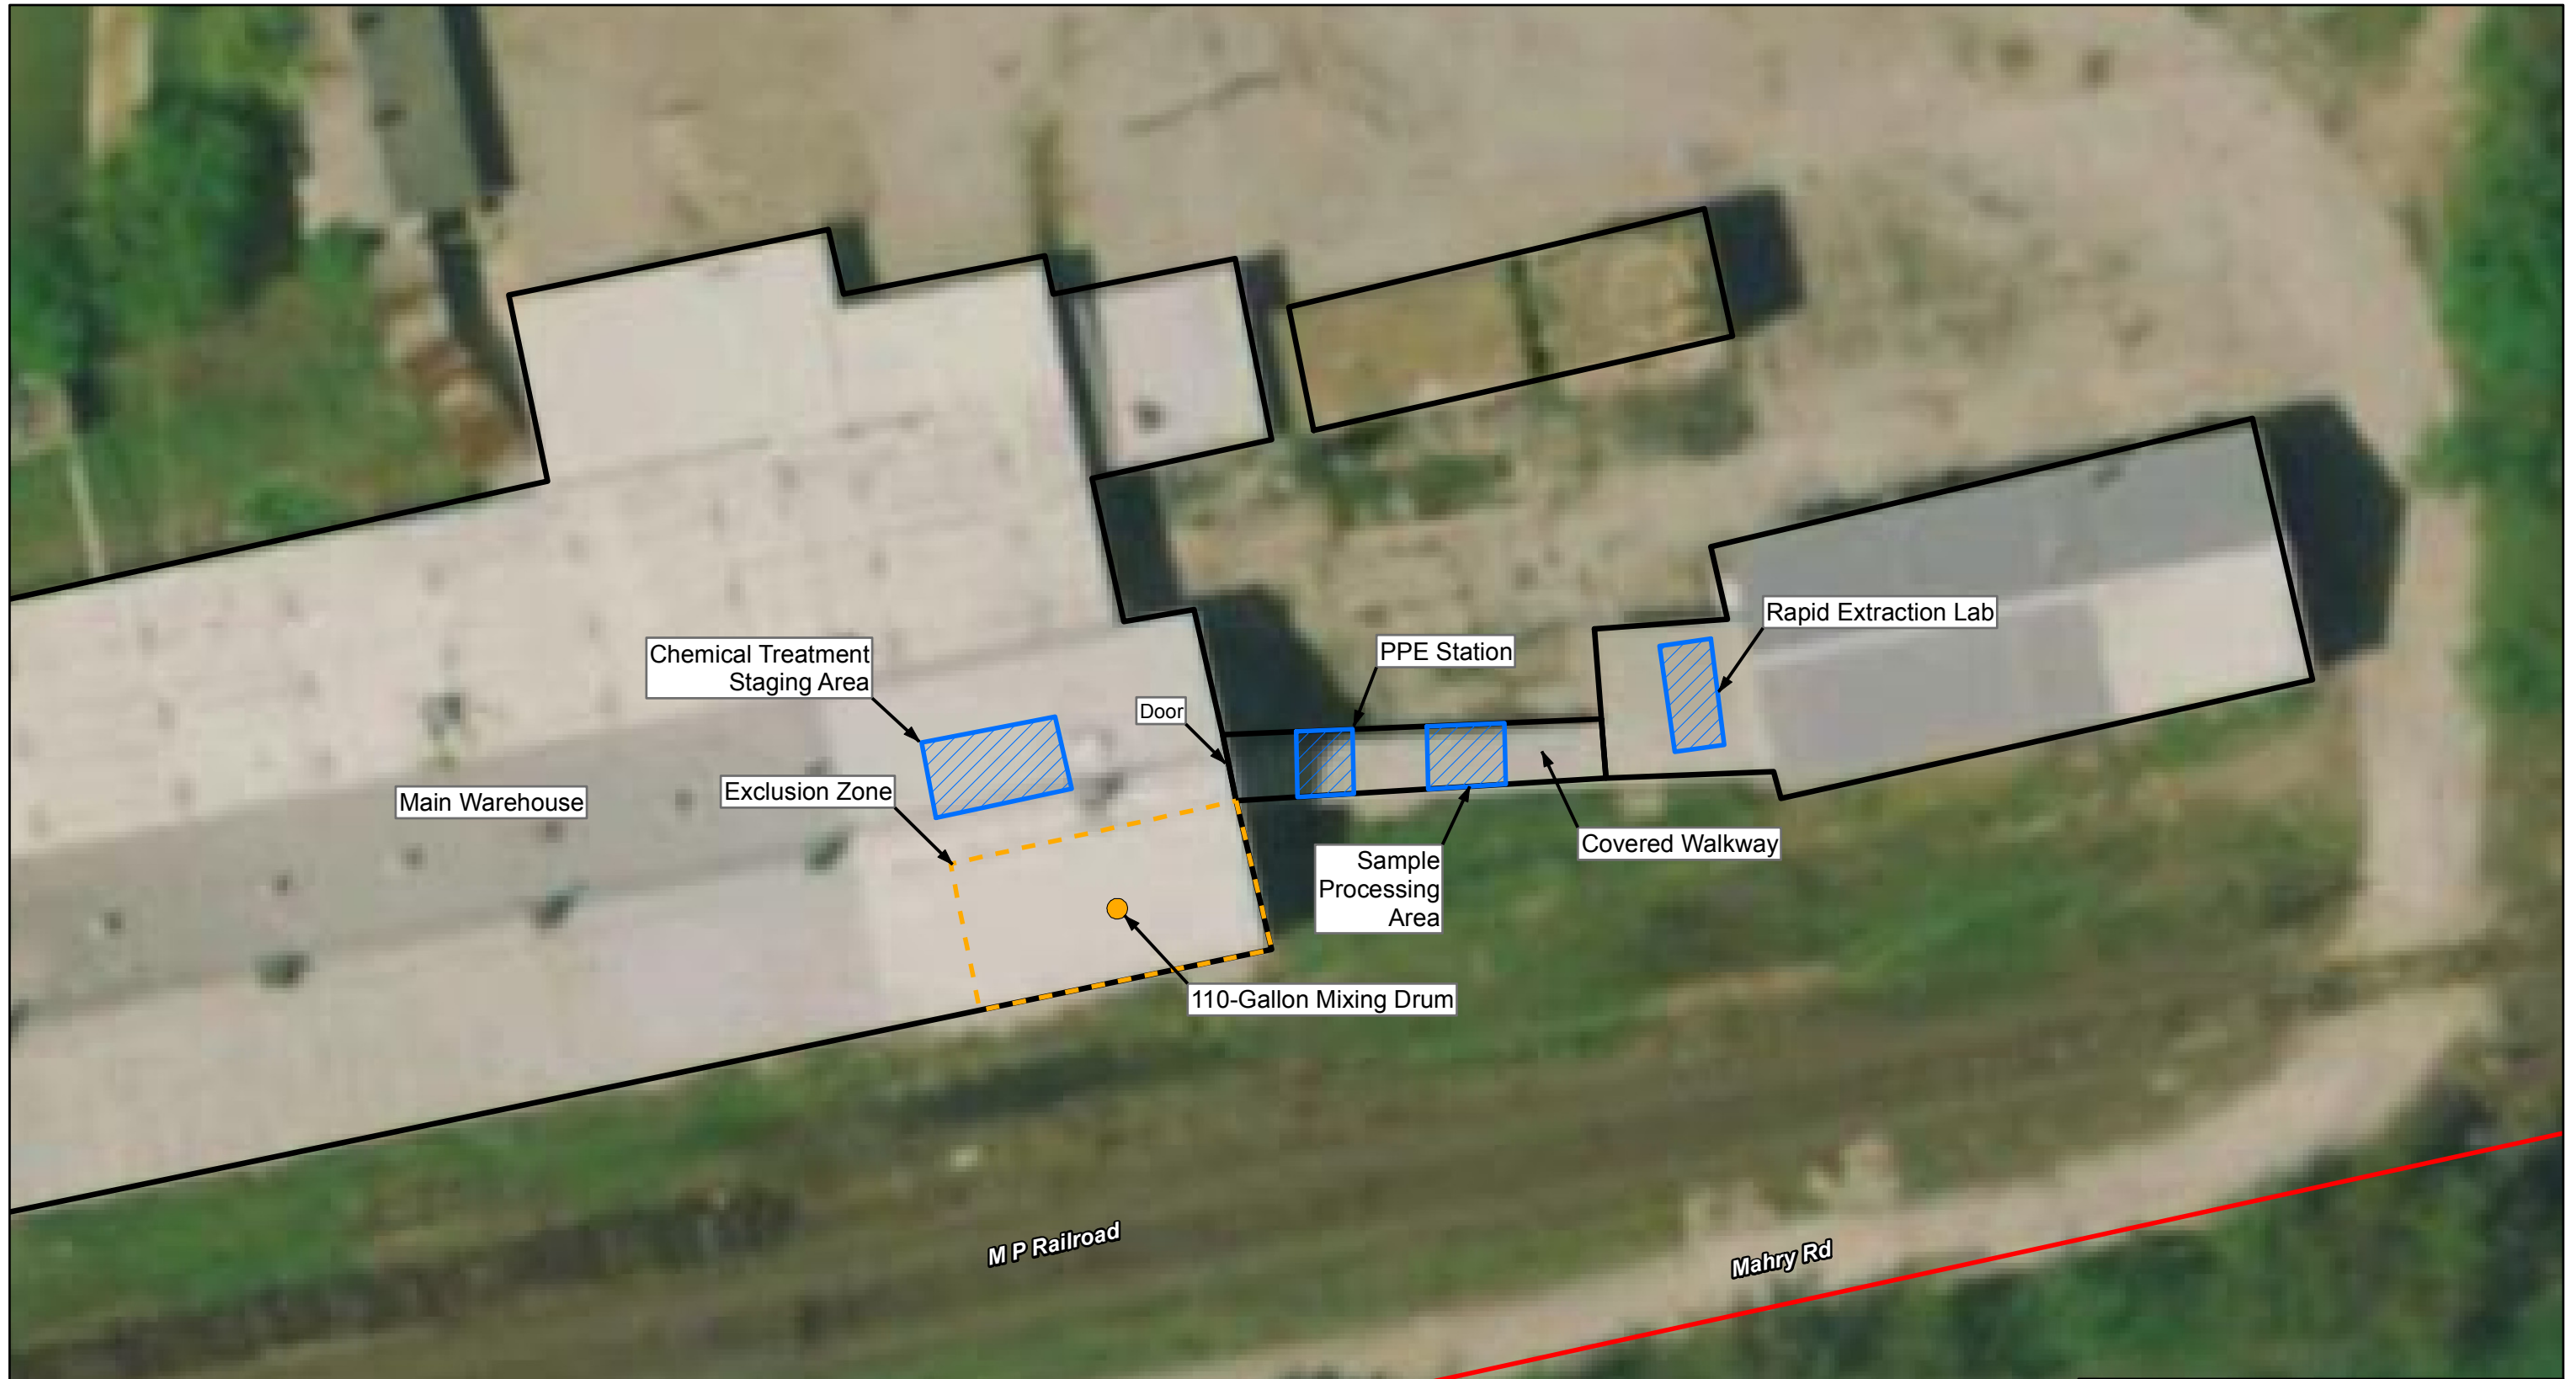 Rapid Extraction Lab
PPE Station
Chemical Treatment
Staging Area
Door
Exclusion Zone
Main Warehouse
Covered Walkway
Sample
Processing
Area
110-Gallon Mixing Drum
M P Railroad
Mahry Rd